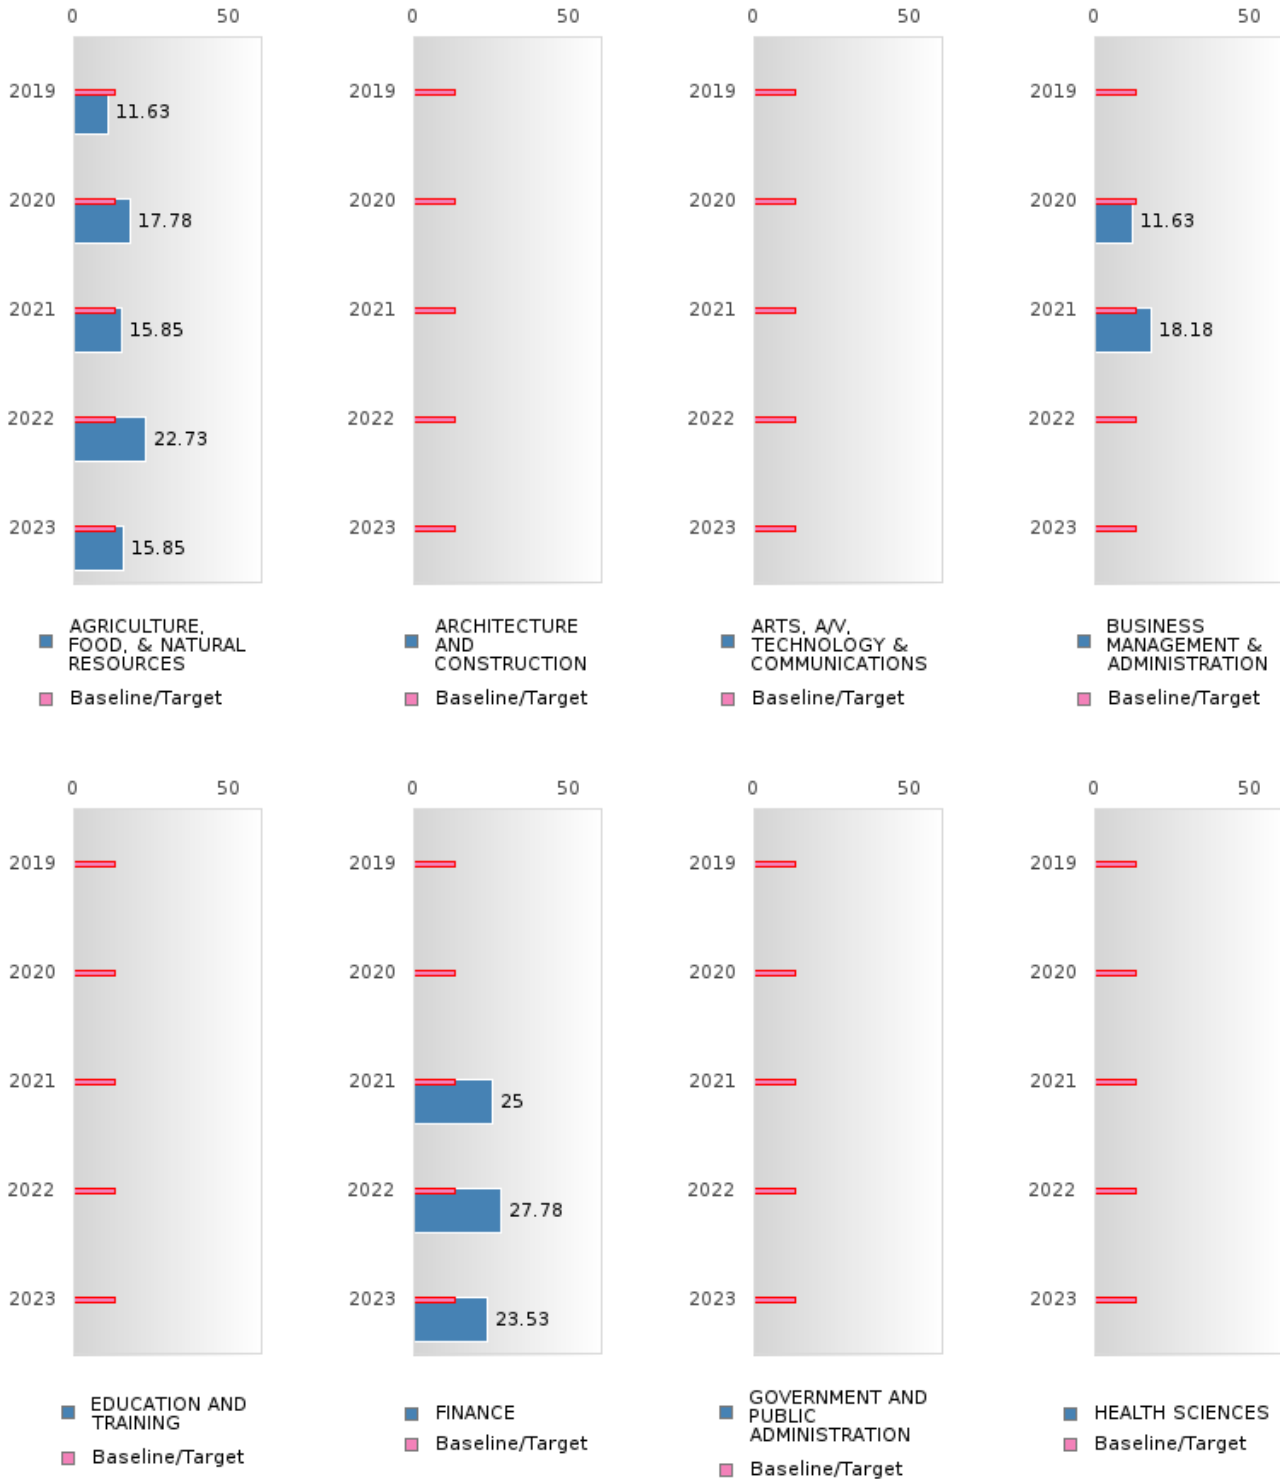 0 50
2019
11.63
2020
17.78
2021
15.85
2022
22.73
2023
15.85
AGRICULTURE,
FOOD, & NATURAL
RESOURCES
Baseline/Target
0 50
2019
2020
2021
2022
2023
ARCHITECTURE
AND
CONSTRUCTION
Baseline/Target
0 50
2019
2020
2021
2022
2023
ARTS, A/V,
TECHNOLOGY &
COMMUNICATIONS
Baseline/Target
0 50
2019
2020
11.63
2021
18.18
2022
2023
BUSINESS
MANAGEMENT &
ADMINISTRATION
Baseline/Target
0 50
2019
2020
2021
2022
2023
EDUCATION AND
TRAINING
Baseline/Target
0 50
2019
2020
2021
25
2022
27.78
2023
23.53
FINANCE
Baseline/Target
0 50
2019
2020
2021
2022
2023
GOVERNMENT AND
PUBLIC
ADMINISTRATION
Baseline/Target
0 50
2019
2020
2021
2022
2023
HEALTH SCIENCES
Baseline/Target